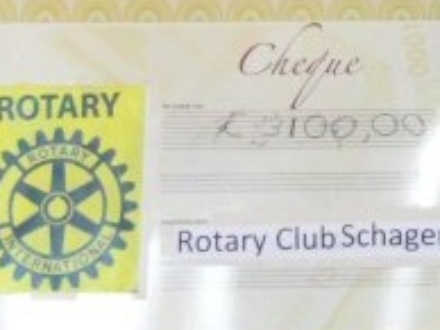 Cheque
ROTARY
3100,00
ROTARY
INTERNATIONAL
Rotary Club Schagen